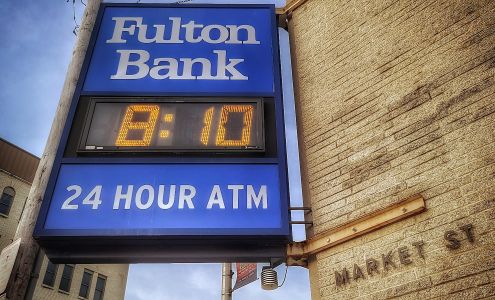 Fulton
Bank
8:10
24 HOUR ATM
MARKET ST